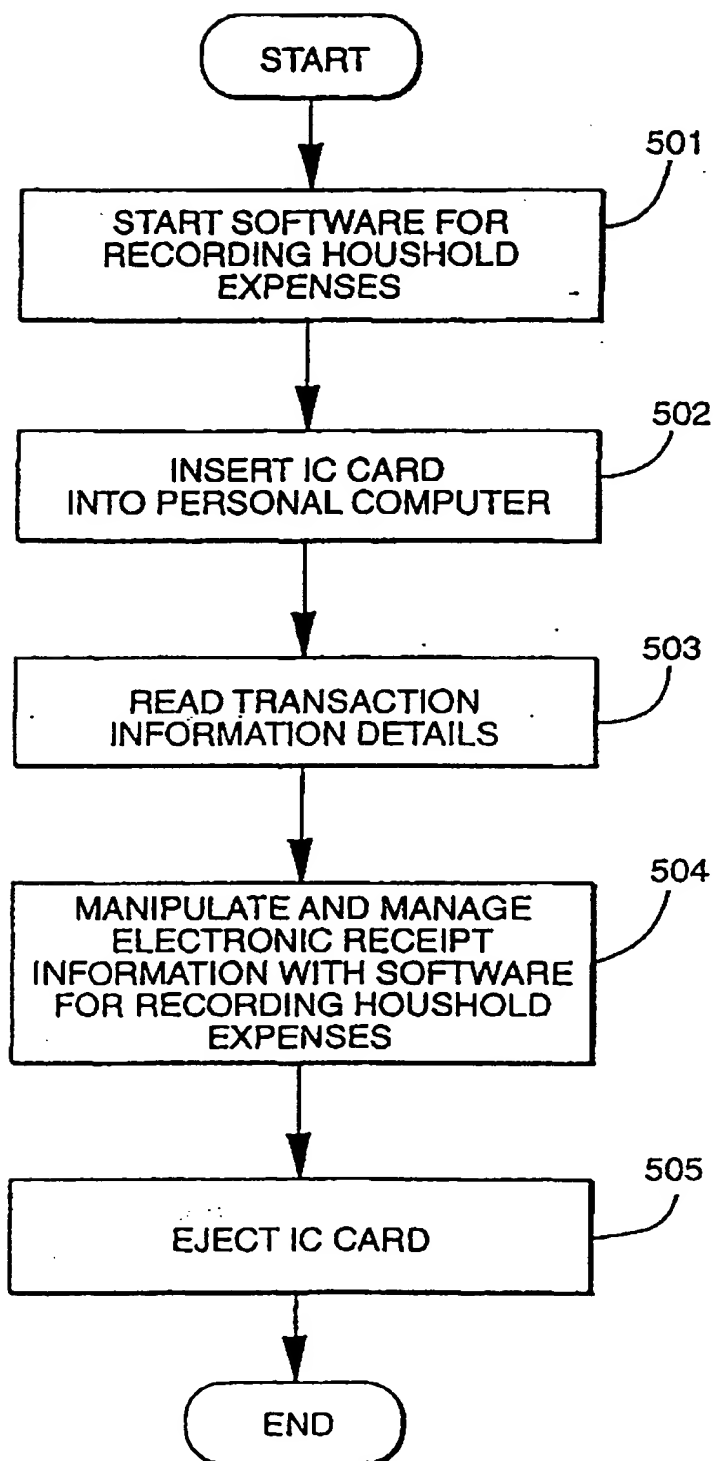 START
501
START SOFTWARE FOR
RECORDING HOUSHOLD
EXPENSES
502
INSERT IC CARD
INTO PERSONAL COMPUTER
503
READ TRANSACTION
INFORMATION DETAILS
504
MANIPULATE AND MANAGE
ELECTRONIC RECEIPT
INFORMATION WITH SOFTWARE
FOR RECORDING HOUSHOLD
EXPENSES
505
EJECT IC CARD
END